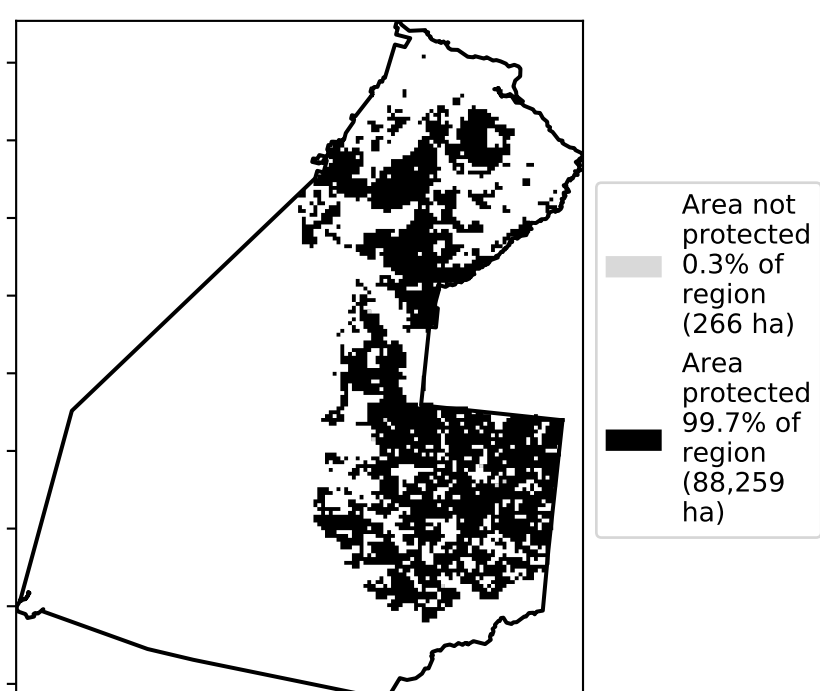 Area not
protected
0.3% of
region
(266 ha)
Area
protected
99.7% of
region
(88,259
ha)